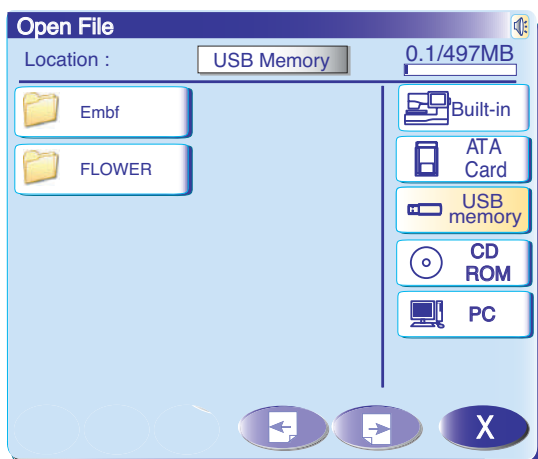 Open File
Location :
USB Memory
0.1/497MB
Embf
FLOWER
Built-in
ATA
Card
USB
memory
CD
ROM
PC
X